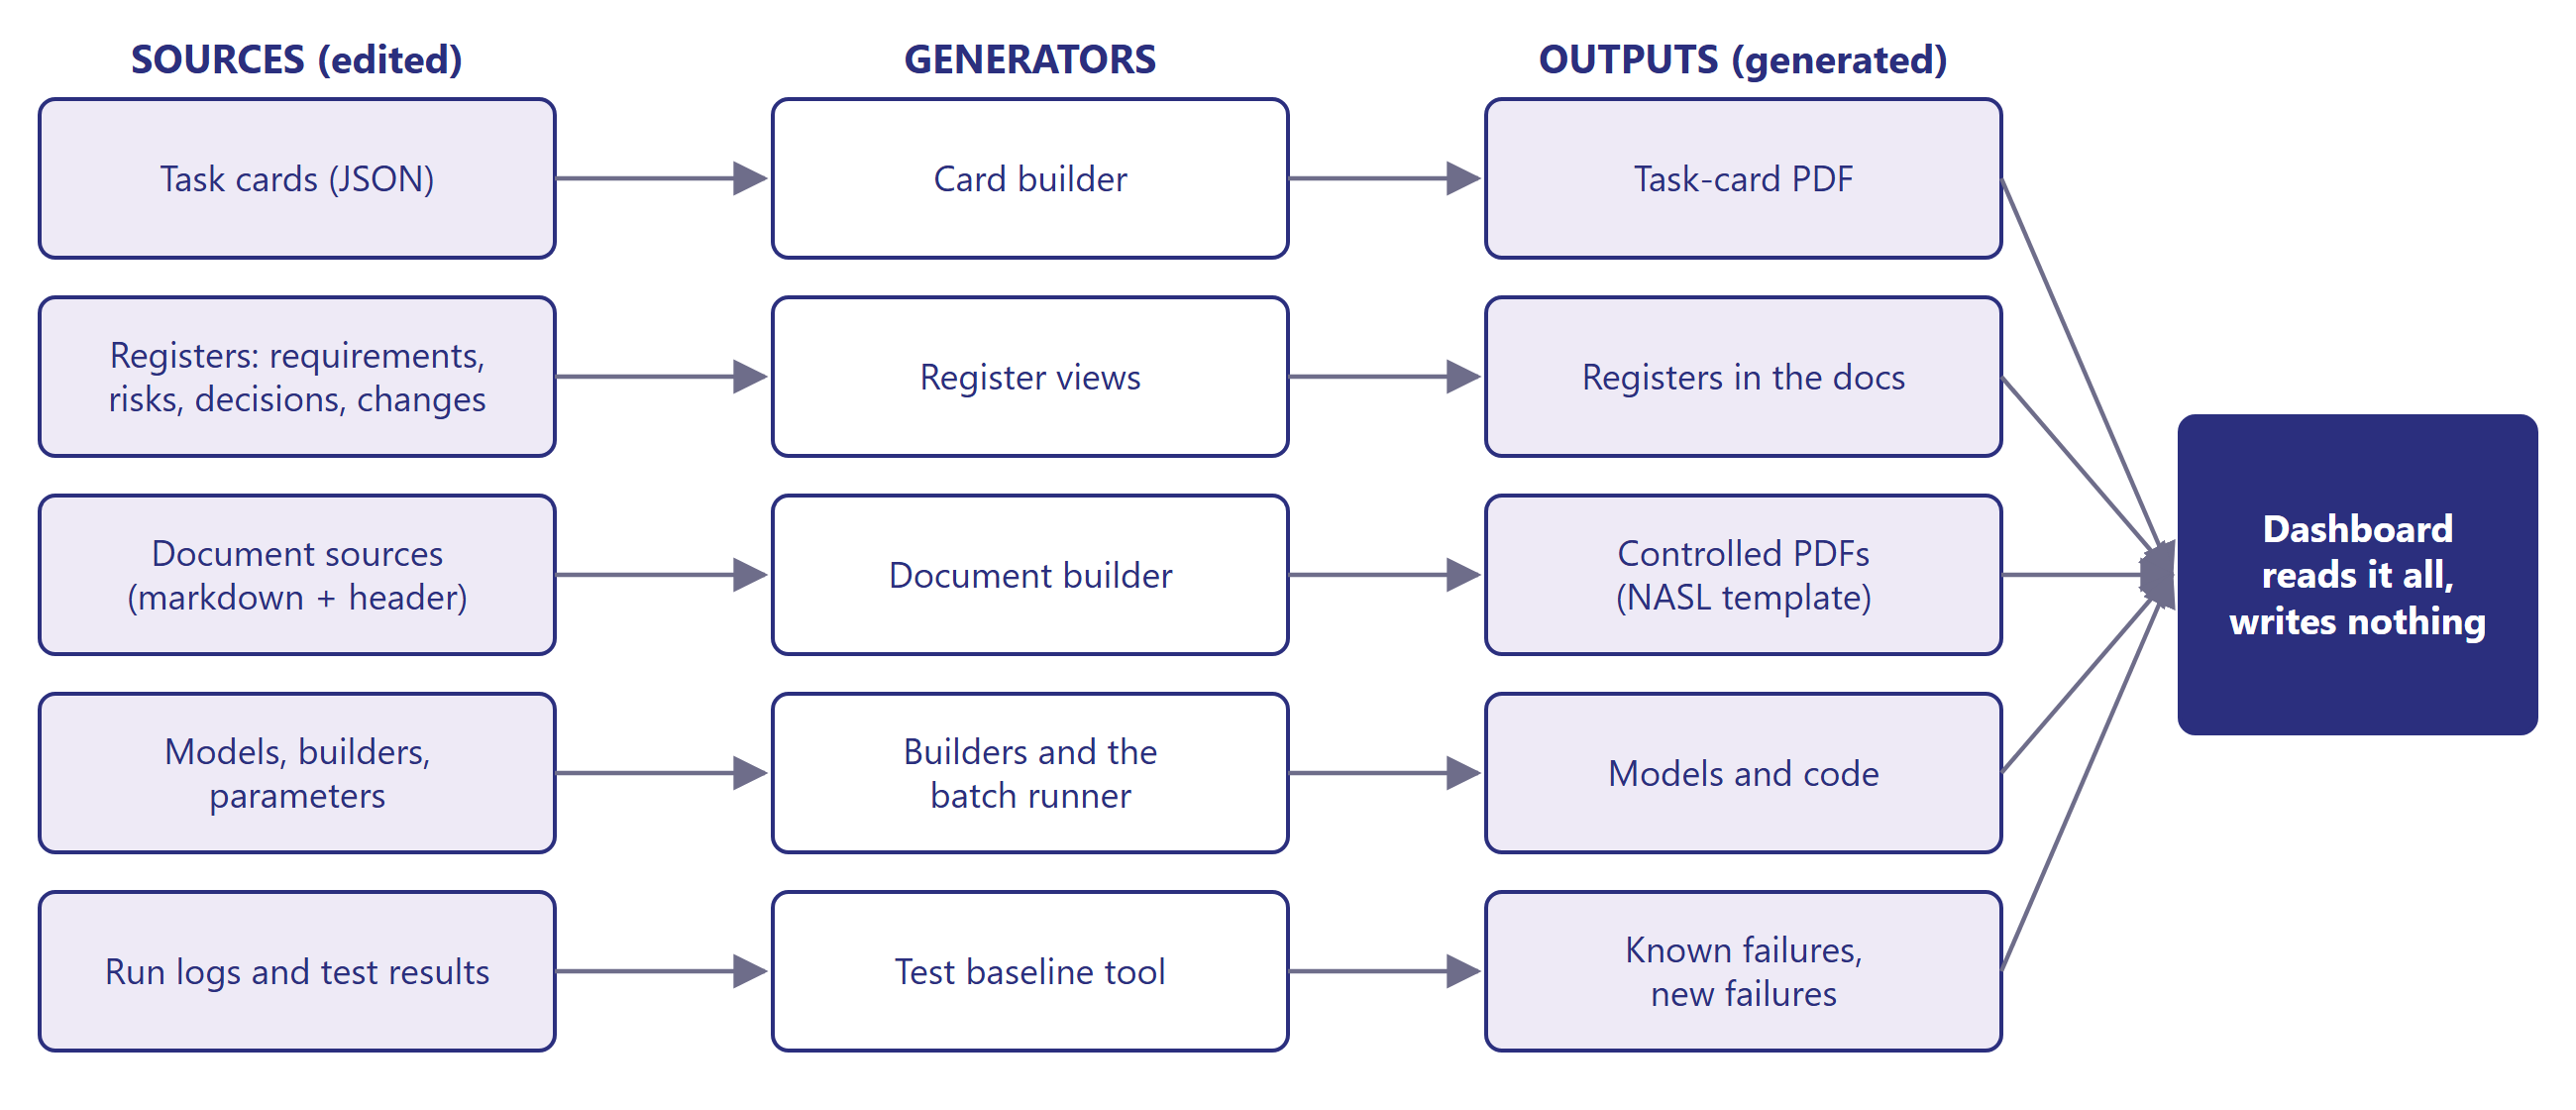 SOURCES (edited)
GENERATORS
OUTPUTS (generated)
Task cards (JSON)
Card builder
Task-card PDF
Registers: requirements,
risks, decisions, changes
Register views
Registers in the docs
Document sources
(markdown + header)
Document builder
Controlled PDFs
(NASL template)
Dashboard
reads it all,
writes nothing
Models, builders,
parameters
Builders and the
batch runner
Models and code
Run logs and test results
Test baseline tool
Known failures,
new failures